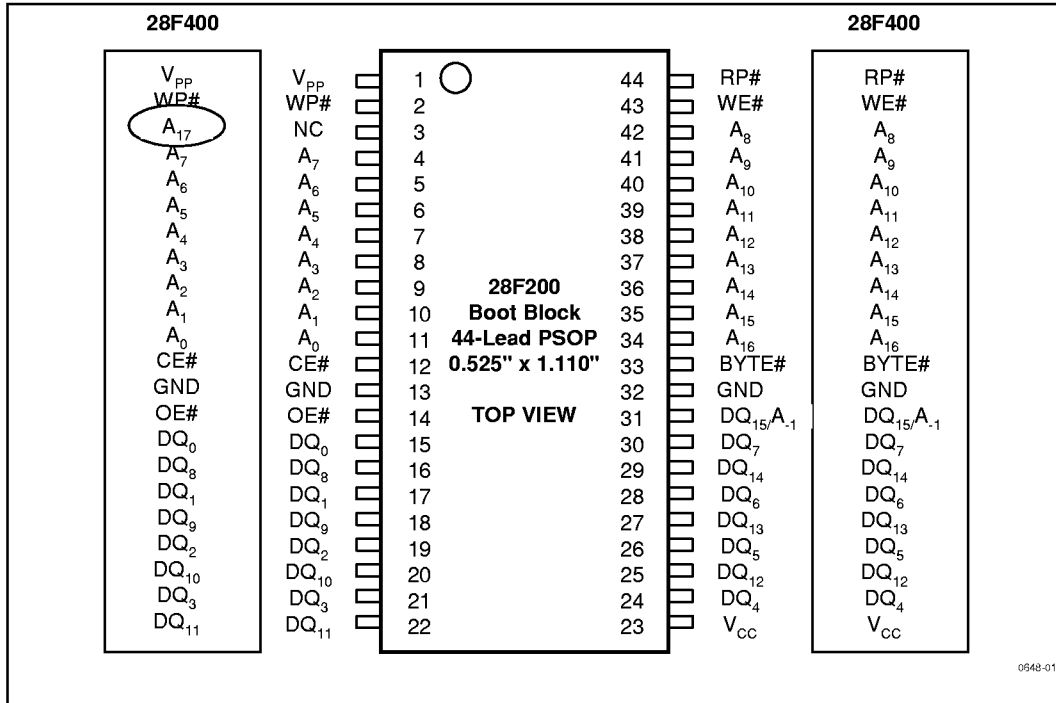 28F400 28F400
V_PP V_PP 1 44 RP# RP#
WP# WP# 2 43 WE# WE#
A_17 NC 3 42 A_8 A_8
A_7 A_7 4 41 A_9 A_9
A_6 A_6 5 40 A_10 A_10
A_5 A_5 6 39 A_11 A_11
A_4 A_4 7 38 A_12 A_12
A_3 A_3 8 37 A_13 A_13
A_2 A_2 9 28F200 36 A_14 A_14
A_1 A_1 10 Boot Block 35 A_15 A_15
A_0 A_0 11 44-Lead PSOP 34 A_16 A_16
CE# CE# 12 0.525" x 1.110" 33 BYTE# BYTE#
GND GND 13 32 GND GND
OE# OE# 14 TOP VIEW 31 DQ_15/A_-1 DQ_15/A_-1
DQ_0 DQ_0 15 30 DQ_7 DQ_7
DQ_8 DQ_8 16 29 DQ_14 DQ_14
DQ_1 DQ_1 17 28 DQ_6 DQ_6
DQ_9 DQ_9 18 27 DQ_13 DQ_13
DQ_2 DQ_2 19 26 DQ_5 DQ_5
DQ_10 DQ_10 20 25 DQ_12 DQ_12
DQ_3 DQ_3 21 24 DQ_4 DQ_4
DQ_11 DQ_11 22 23 V_CC V_CC
0648-01